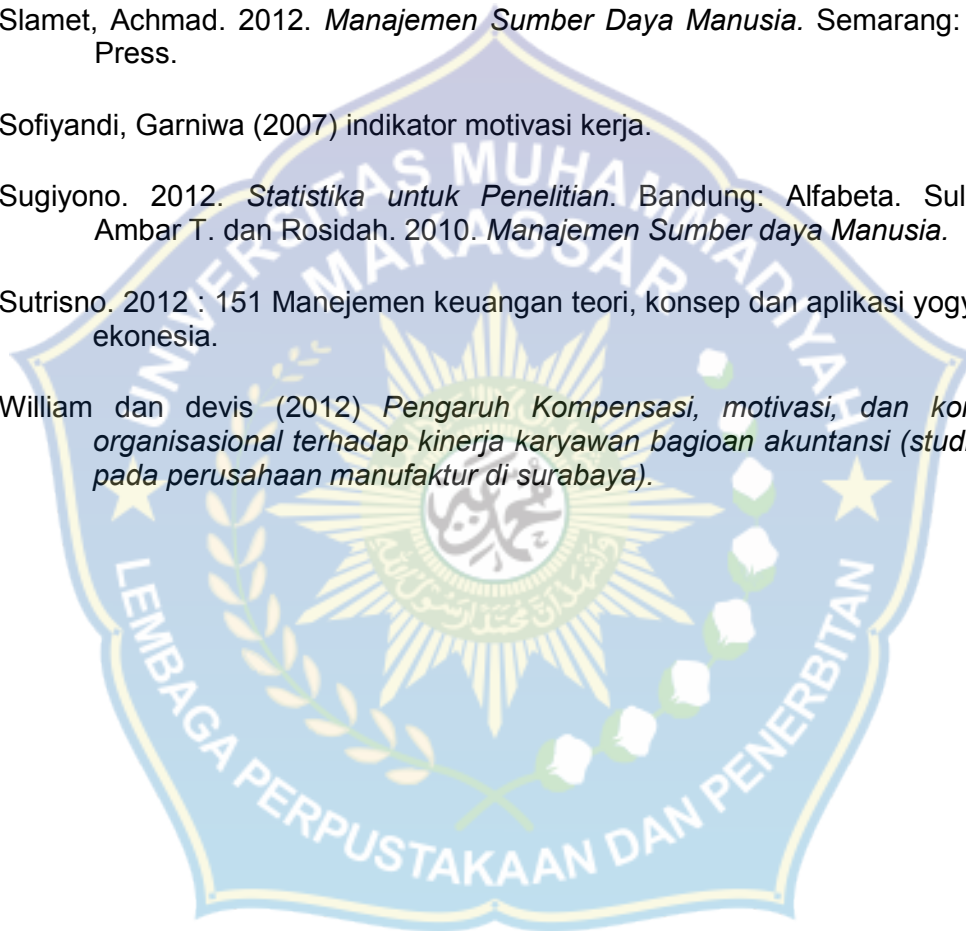 Slamet, Achmad. 2012. Manajemen Sumber Daya Manusia. Semarang:
Press.
Sofiyandi, Garniwa (2007) indikator motivasi kerja.
Sugiyono. 2012. Statistika untuk Penelitian. Bandung: Alfabeta. Sul
Ambar T. dan Rosidah. 2010. Manajemen Sumber daya Manusia.
Sutrisno. 2012 : 151 Manejemen keuangan teori, konsep dan aplikasi yogy
ekonesia.
William dan devis (2012) Pengaruh Kompensasi, motivasi, dan kor
organisasional terhadap kinerja karyawan bagioan akuntansi (studi
pada perusahaan manufaktur di surabaya).
UNIVERSITAS MUHAMMADIYAH
MAKASSAR
محمد
LEMBAGA PERPUSTAKAAN DAN PENERBITAN